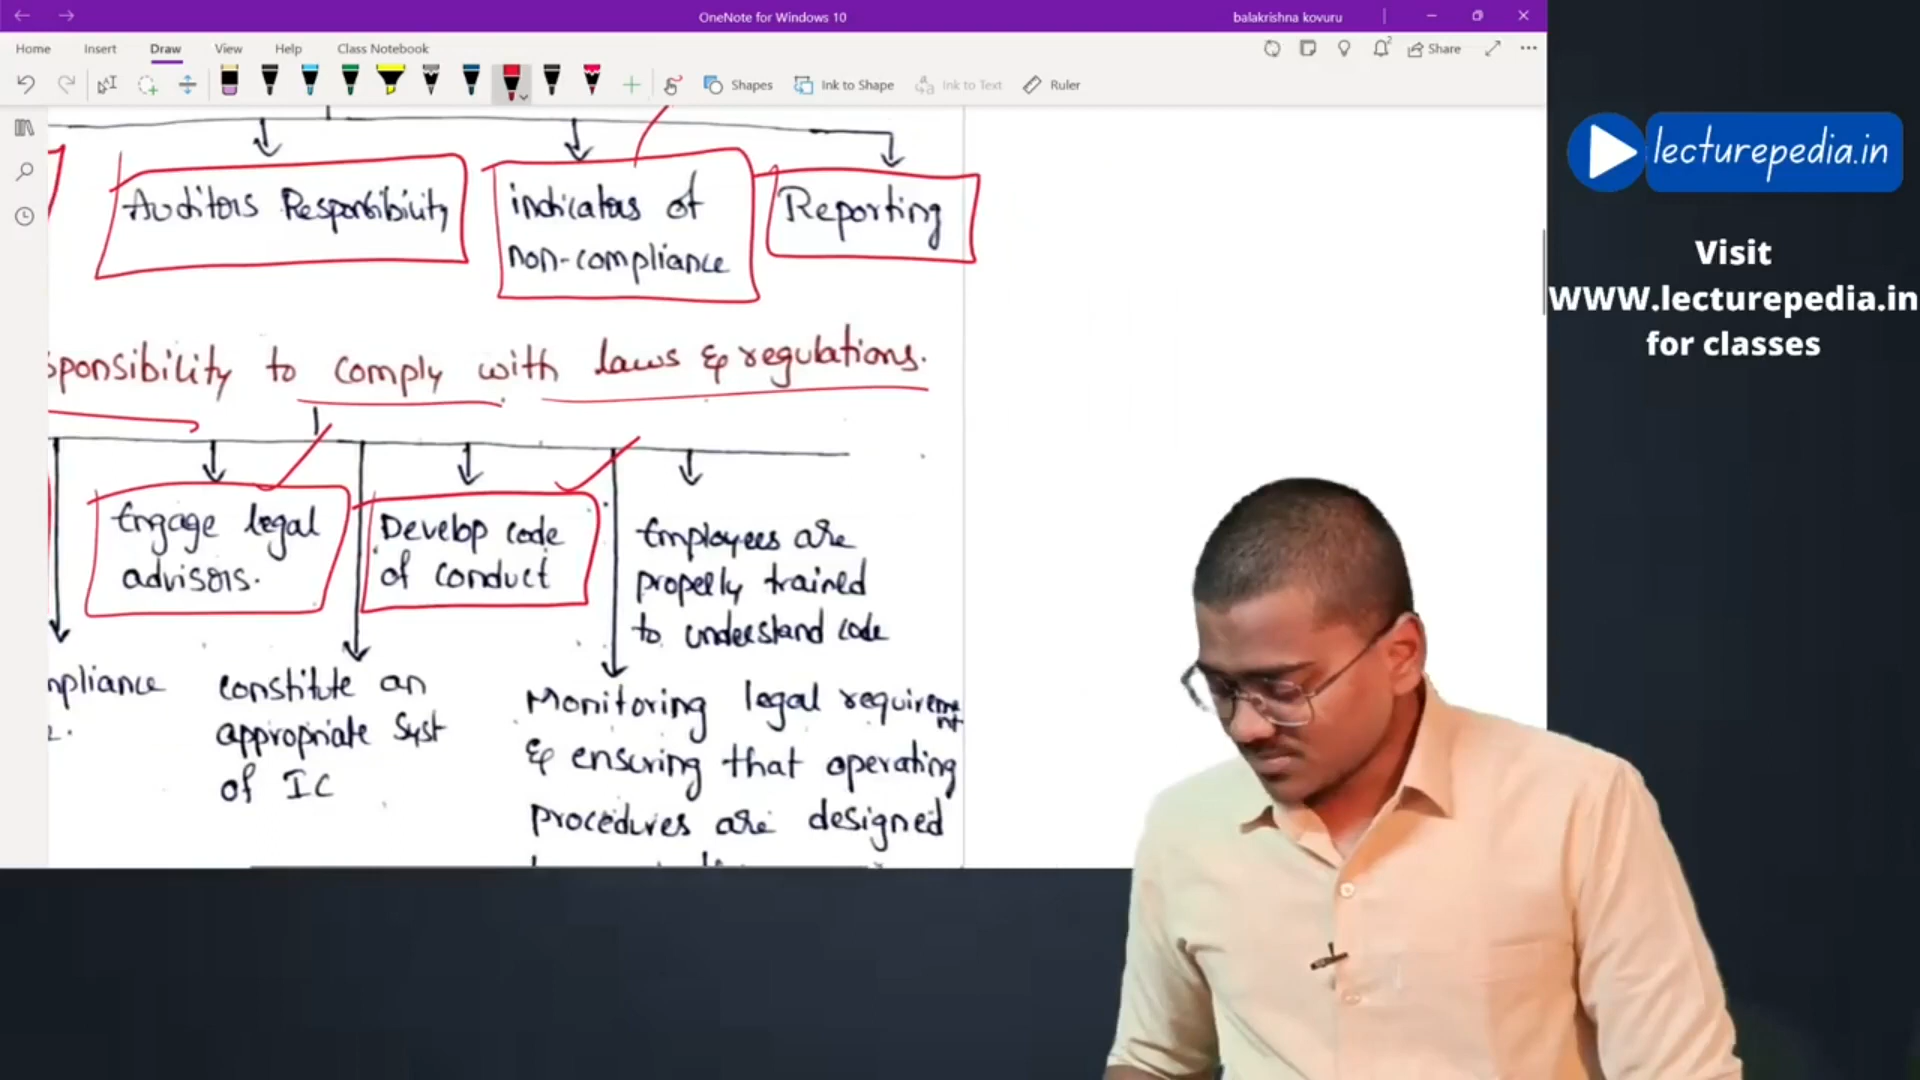 OneNote for Windows 10
balakrishna kovuru
Home Insert Draw View Help Class Notebook
2
Share
Shapes
Ink to Shape
Ink to Text
Ruler
Auditors Responsibility
indicators of
non-compliance
Reporting
sponsibility to comply with laws & regulations.
Engage legal
advisors.
Develop code
of conduct
Employees are
properly trained
to understand code
mpliance
constitute an
appropriate Syst
of IC
Monitoring legal requirement
& ensuring that operating
procedures are designed
lecturepedia.in
Visit
WWW.lecturepedia.in
for classes